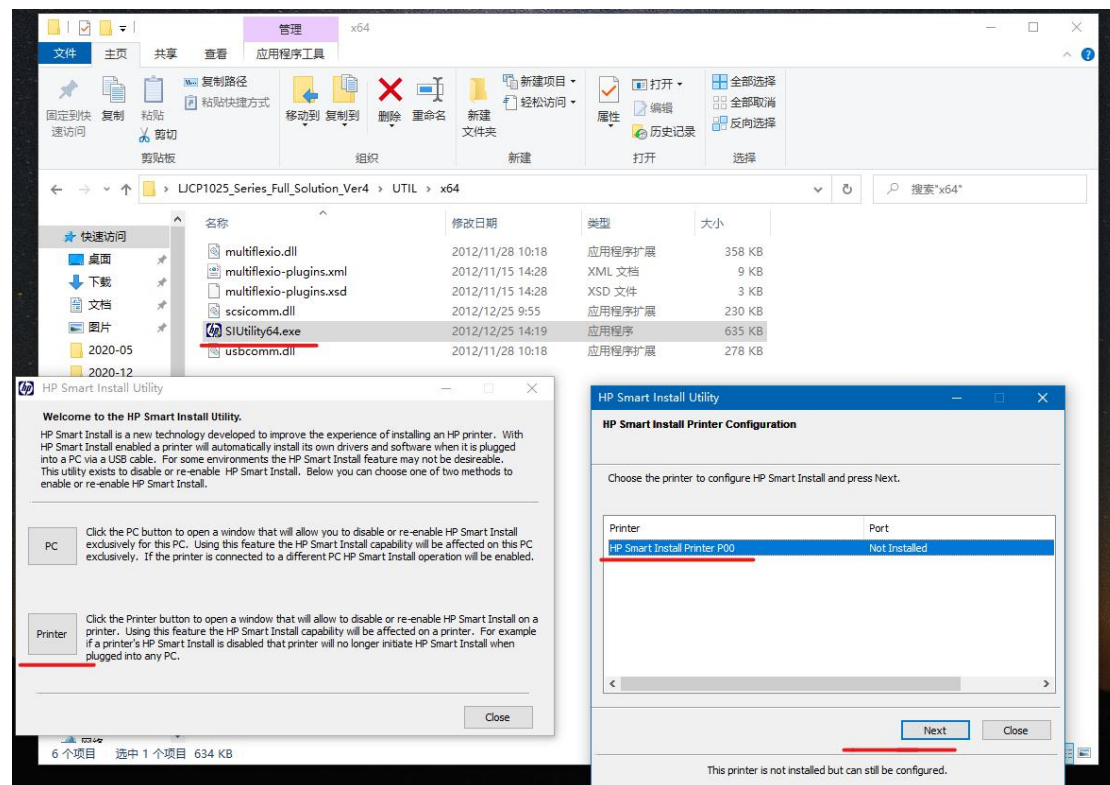 管理
x64
文件
主页
共享
查看
应用程序工具
固定到快速访问
复制
粘贴
复制路径
粘贴快捷方式
剪切
剪贴板
移动到
复制到
删除
重命名
组织
新建文件夹
新建项目
轻松访问
新建
属性
打开
编辑
历史记录
打开
全部选择
全部取消
反向选择
选择
LJCP1025_Series_Full_Solution_Ver4 › UTIL › x64
搜索"x64"
名称 修改日期 类型 大小
multiflexio.dll 2012/11/28 10:18 应用程序扩展 358 KB
multiflexio-plugins.xml 2012/11/15 14:28 XML 文档 9 KB
multiflexio-plugins.xsd 2012/11/15 14:28 XSD 文件 3 KB
scsicomm.dll 2012/12/25 9:55 应用程序扩展 230 KB
SIUtility64.exe 2012/12/25 14:19 应用程序 635 KB
usbcomm.dll 2012/11/28 10:18 应用程序扩展 278 KB
快速访问
桌面
下载
文档
图片
2020-05
2020-12
HP Smart Install Utility
Welcome to the HP Smart Install Utility.
HP Smart Install is a new technology developed to improve the experience of installing an HP printer. With
HP Smart Install enabled a printer will automatically install its own drivers and software when it is plugged
into a PC via a USB cable. For some environments the HP Smart Install feature may not be desireable.
This utility exists to disable or re-enable HP Smart Install. Below you can choose one of two methods to
enable or re-enable HP Smart Install.
PC
Click the PC button to open a window that will allow you to disable or re-enable HP Smart Install
exclusively for this PC. Using this feature the HP Smart Install capability will be affected on this PC
exclusively. If the printer is connected to a different PC HP Smart Install operation will be enabled.
Printer
Click the Printer button to open a window that will allow to disable or re-enable HP Smart Install on a
printer. Using this feature the HP Smart Install capability will be affected on a printer. For example
if a printer's HP Smart Install is disabled that printer will no longer initiate HP Smart Install when
plugged into any PC.
Close
HP Smart Install Utility
HP Smart Install Printer Configuration
Choose the printer to configure HP Smart Install and press Next.
Printer Port
HP Smart Install Printer P00 Not Installed
Next
Close
This printer is not installed but can still be configured.
网络
6 个项目 选中 1 个项目 634 KB